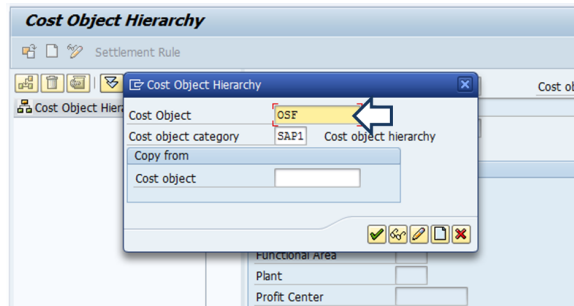 Cost Object Hierarchy
Settlement Rule
Cost Object Hierarchy
Cost ob
Cost Object Hiera
Cost Object OSF
Cost object category SAP1 Cost object hierarchy
Copy from
Cost object
Functional Area
Plant
Profit Center